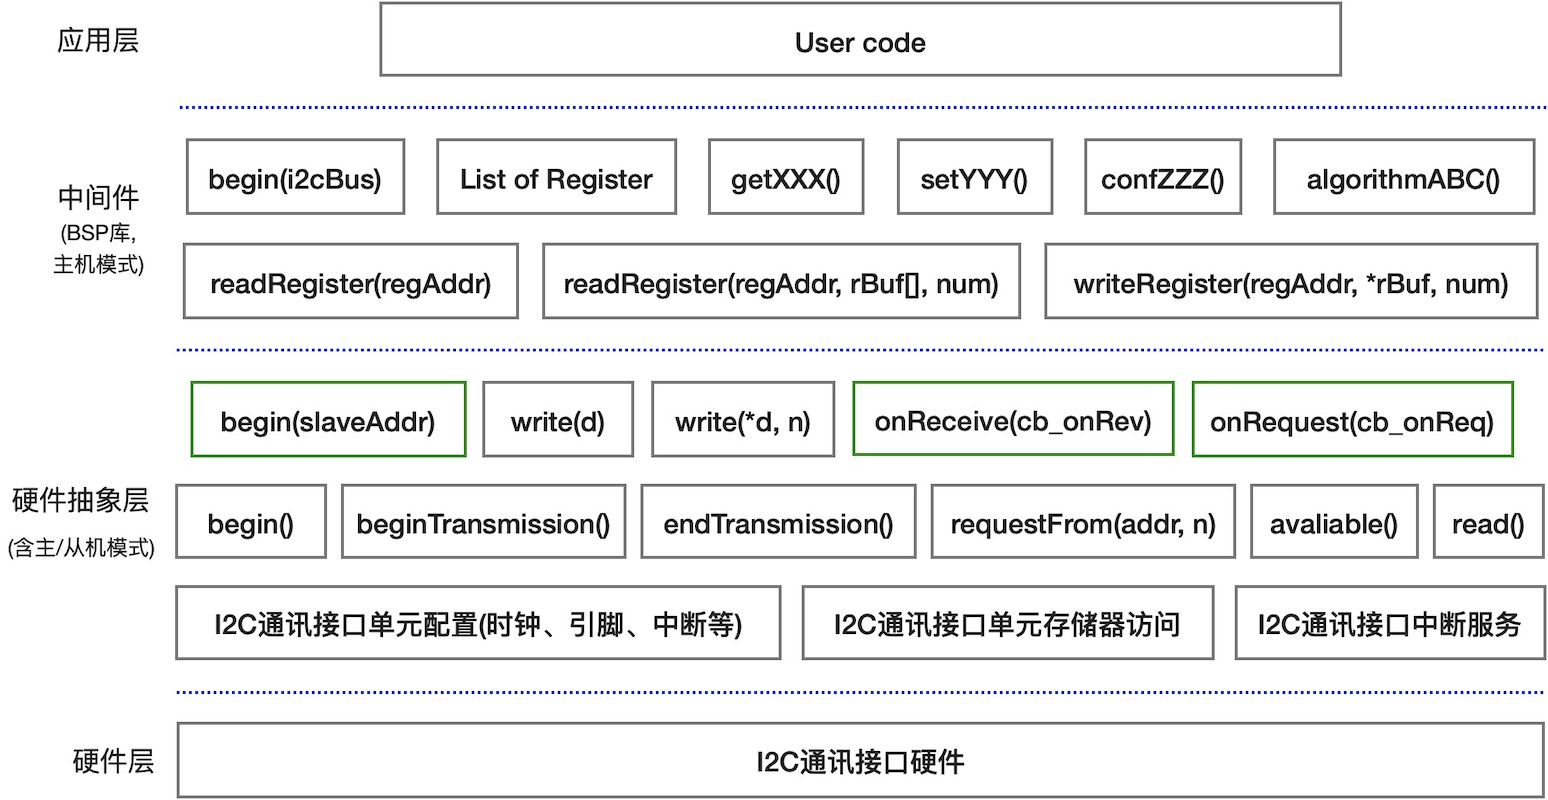 应用层
User code
中间件
(BSP库,
主机模式)
begin(i2cBus)
List of Register
getXXX()
setYYY()
confZZZ()
algorithmABC()
readRegister(regAddr)
readRegister(regAddr, rBuf[], num)
writeRegister(regAddr, *rBuf, num)
硬件抽象层
(含主/从机模式)
begin(slaveAddr)
write(d)
write(*d, n)
onReceive(cb_onRev)
onRequest(cb_onReq)
begin()
beginTransmission()
endTransmission()
requestFrom(addr, n)
avaliable()
read()
I2C通讯接口单元配置(时钟、引脚、中断等)
I2C通讯接口单元存储器访问
I2C通讯接口中断服务
硬件层
I2C通讯接口硬件